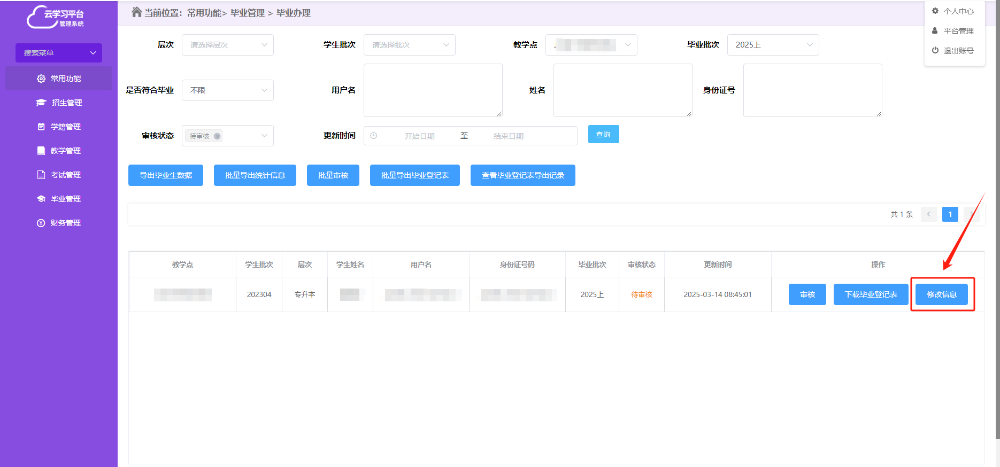 云学习平台
管理系统
搜索菜单
常用功能
招生管理
学籍管理
教学管理
考试管理
毕业管理
财务管理
当前位置：常用功能> 毕业管理 > 毕业办理
个人中心
平台管理
退出账号
层次 请选择层次 学生批次 请选择批次 教学点 毕业批次 2025上
是否符合毕业 不限 用户名 姓名 身份证号
审核状态 待审核 更新时间 开始日期 至 结束日期 查询
导出毕业生数据 批量导出统计信息 批量审核 批量导出毕业登记表 查看毕业登记表导出记录
共 1 条 < 1 >
教学点 学生批次 层次 学生姓名 用户名 身份证号码 毕业批次 审核状态 更新时间 操作
202304 专升本 2025上 待审核 2025-03-14 08:45:01 审核 下载毕业登记表 修改信息